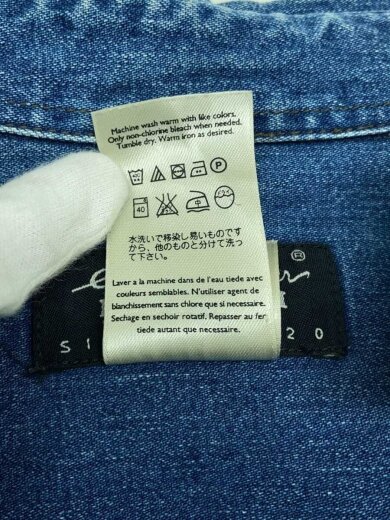 Machine wash warm with like colors.
Only non-chlorine bleach when needed.
Tumble dry. Warm iron as desired.
P
40
水洗いで移染し易いものです
から、他のものと分けて洗っ
て下さい。
Laver a la machine dans de l'eau tiede avec
couleurs semblables. N'utiliser agent de
blanchissement sans chlore que si necessaire.
Sechage en sechoir rotatif. Repasser au fer
tiede autant que necessaire.
®
20